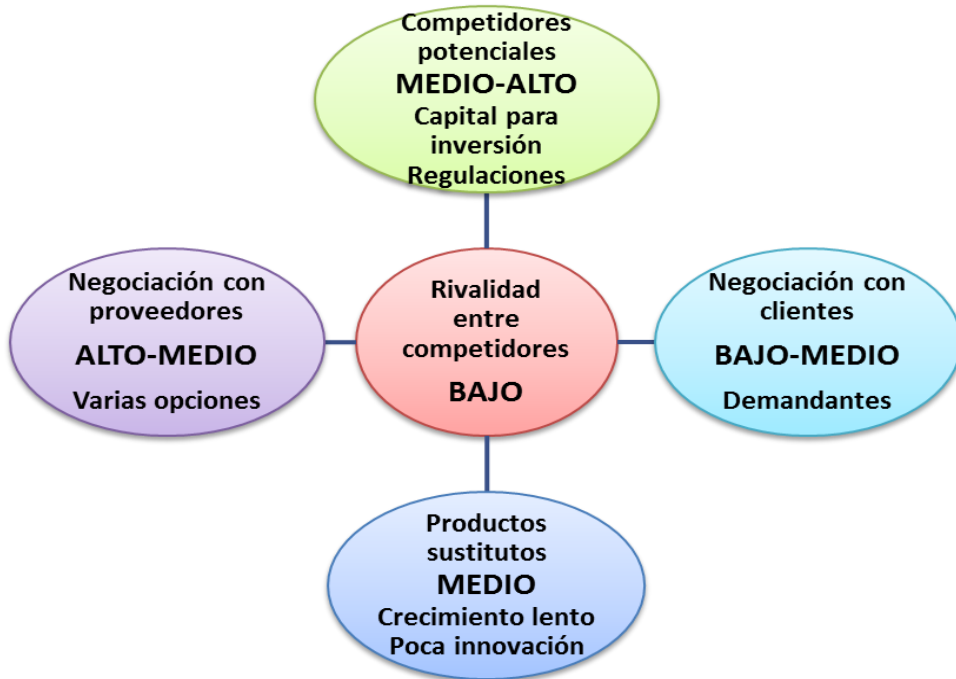 Competidores
potenciales
MEDIO-ALTO
Capital para
inversión
Regulaciones
Negociación con
proveedores
ALTO-MEDIO
Varias opciones
Rivalidad
entre
competidores
BAJO
Negociación con
clientes
BAJO-MEDIO
Demandantes
Productos
sustitutos
MEDIO
Crecimiento lento
Poca innovación